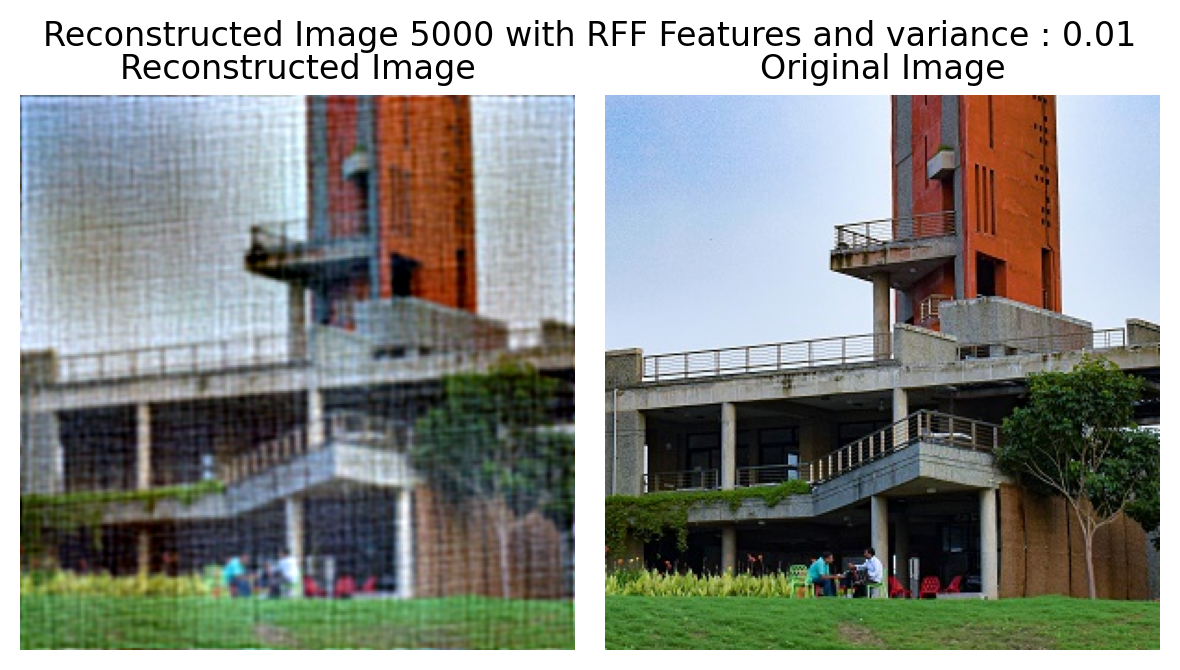 Reconstructed Image 5000 with RFF Features and variance : 0.01
Reconstructed Image
Original Image